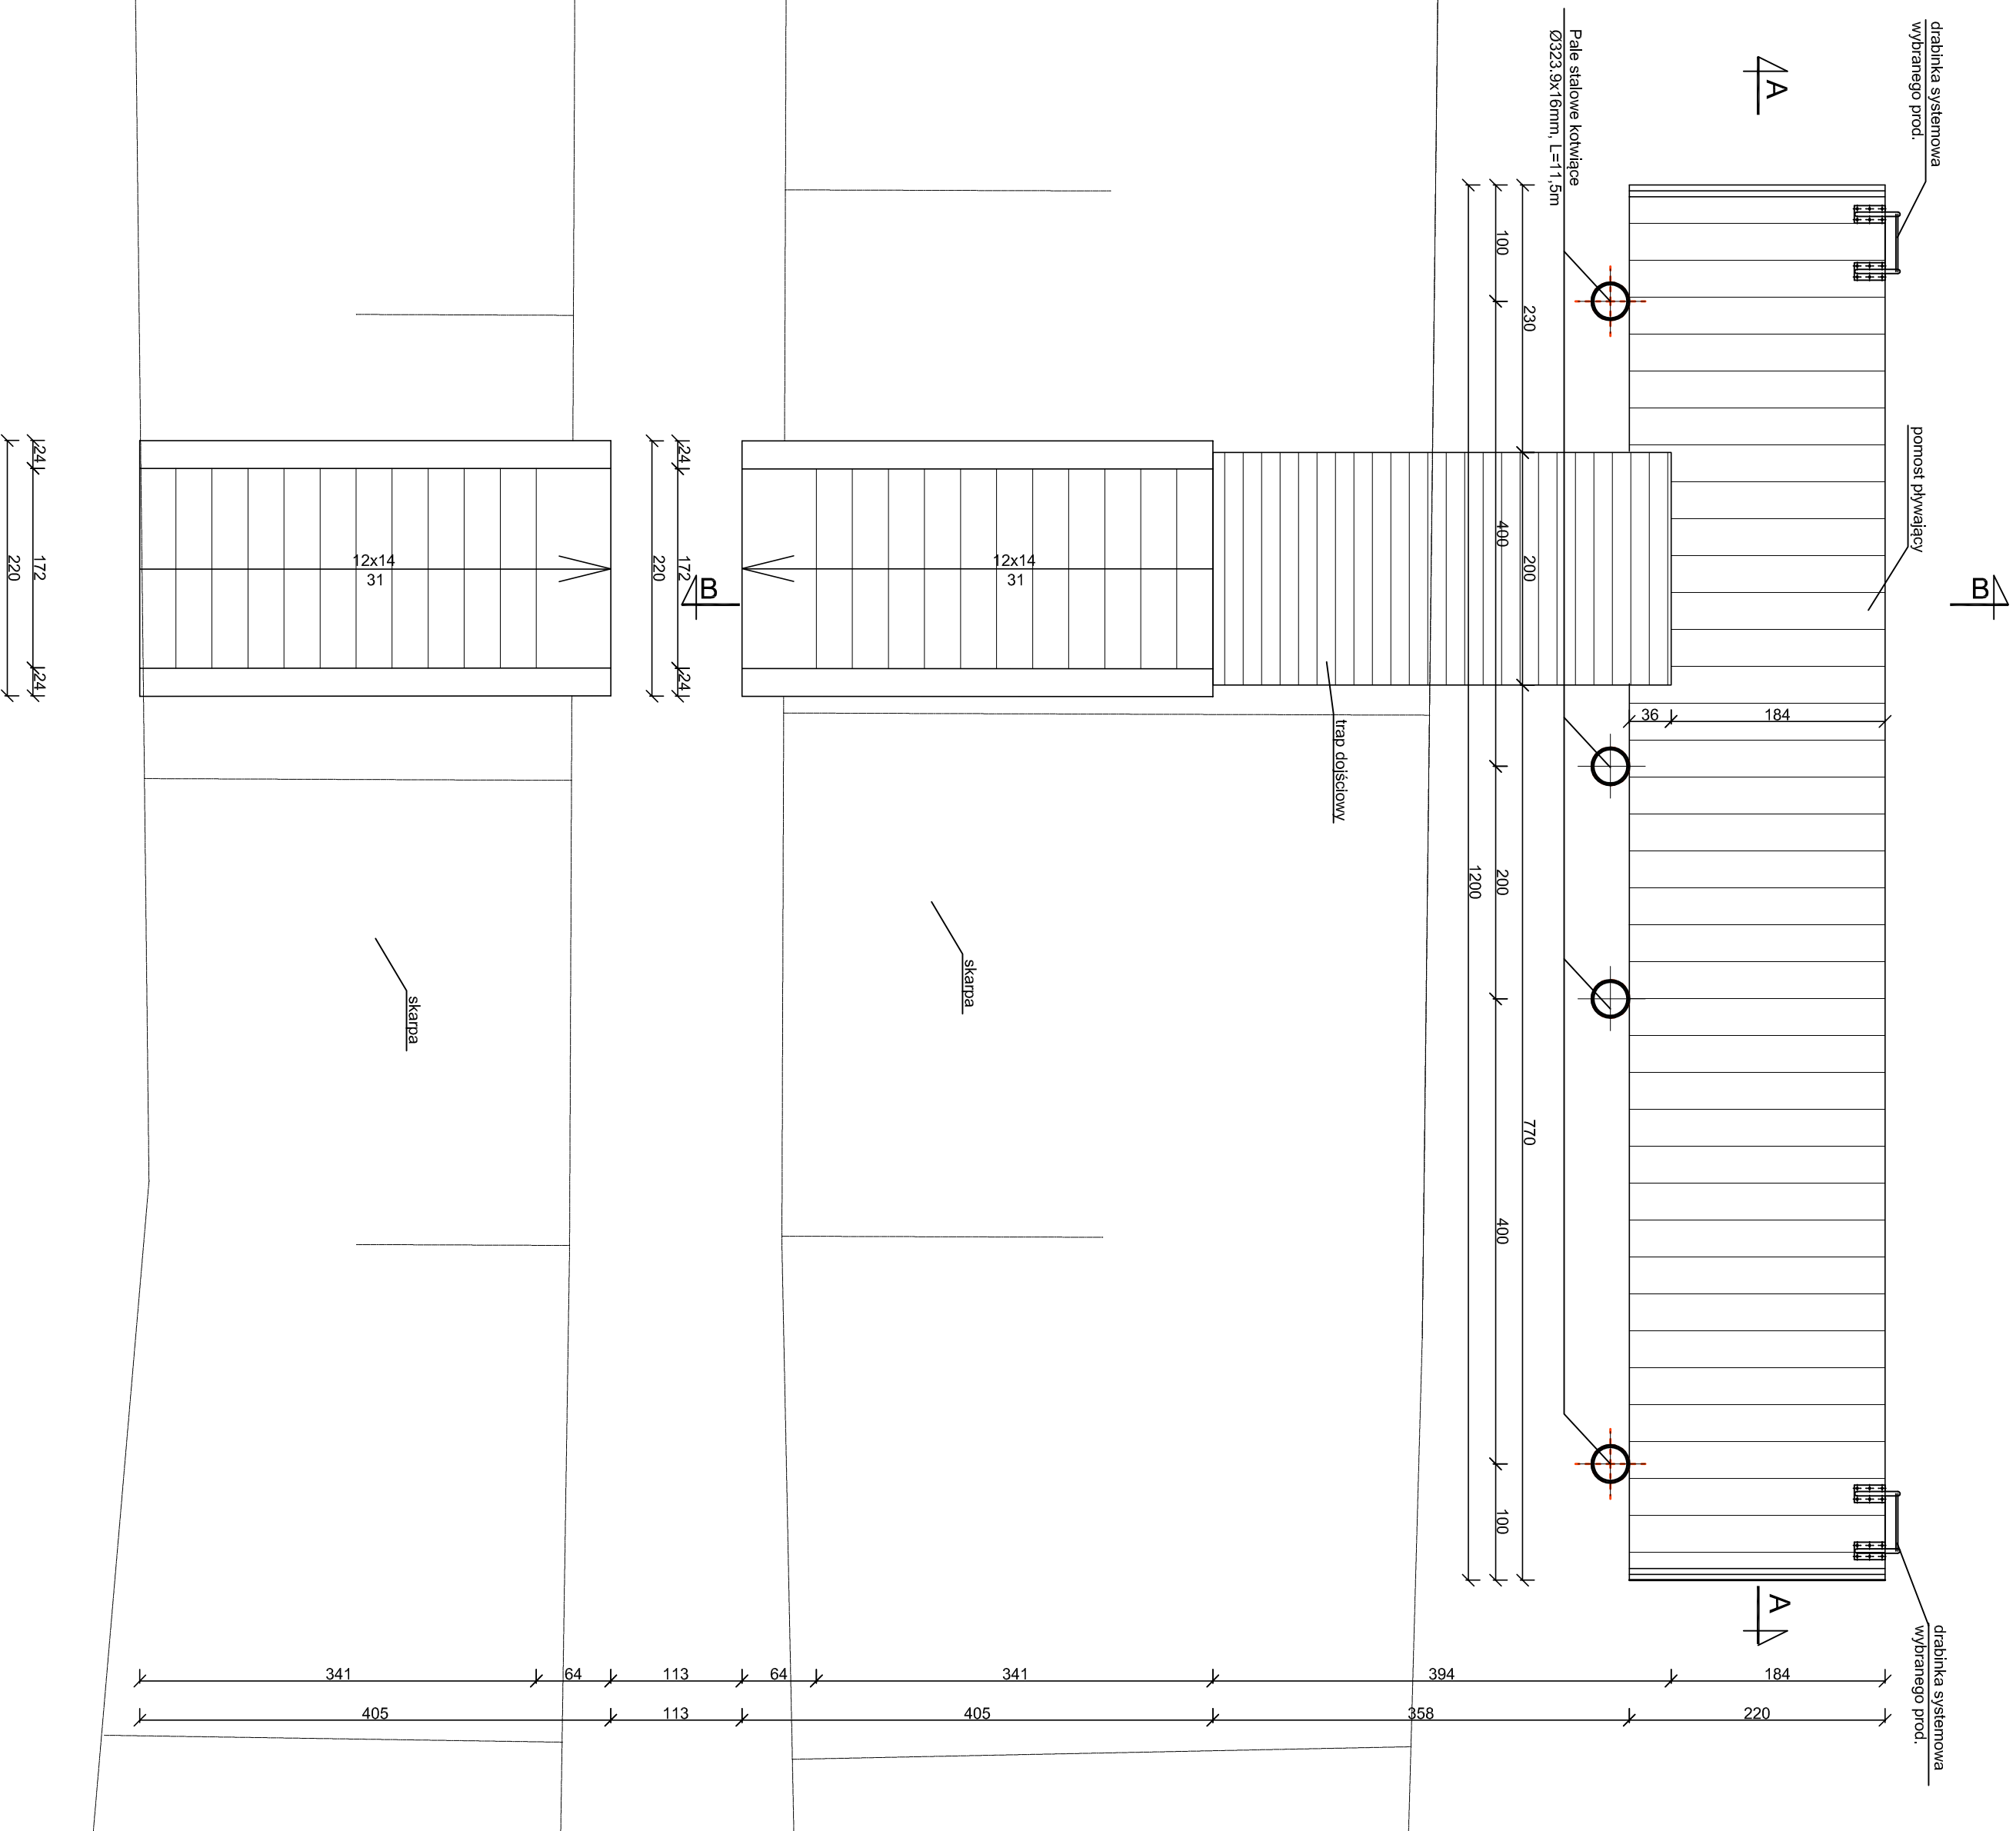 drabinka systemowa
wybranego prod.
A
Pale stalowe kotwiące
Ø323.9x16mm, L=11,5m
100
230
pomost pływający
24
24
24
400
12x14
31
172
220
12x14
31
172
220
200
B
B
24
24
36
184
trap dojściowy
1200
200
skarpa
skarpa
770
400
100
A
drabinka systemowa
wybranego prod.
341
64
113
64
341
394
184
405
113
405
358
220